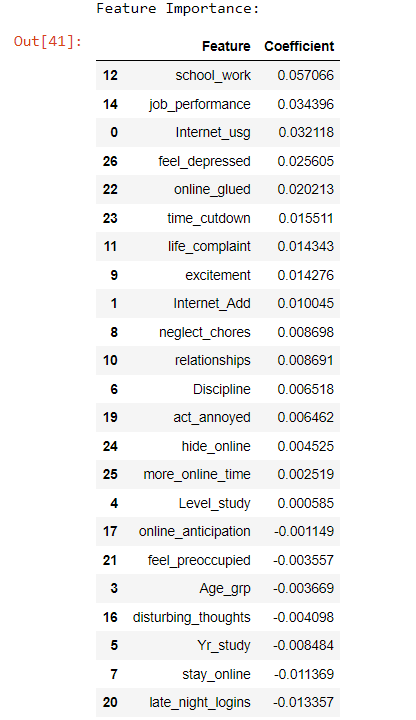 Feature Importance:
Out[41]:
Feature Coefficient
12 school_work 0.057066
14 job_performance 0.034396
0 Internet_usg 0.032118
26 feel_depressed 0.025605
22 online_glued 0.020213
23 time_cutdown 0.015511
11 life_complaint 0.014343
9 excitement 0.014276
1 Internet_Add 0.010045
8 neglect_chores 0.008698
10 relationships 0.008691
6 Discipline 0.006518
19 act_annoyed 0.006462
24 hide_online 0.004525
25 more_online_time 0.002519
4 Level_study 0.000585
17 online_anticipation -0.001149
21 feel_preoccupied -0.003557
3 Age_grp -0.003669
16 disturbing_thoughts -0.004098
5 Yr_study -0.008484
7 stay_online -0.011369
20 late_night_logins -0.013357